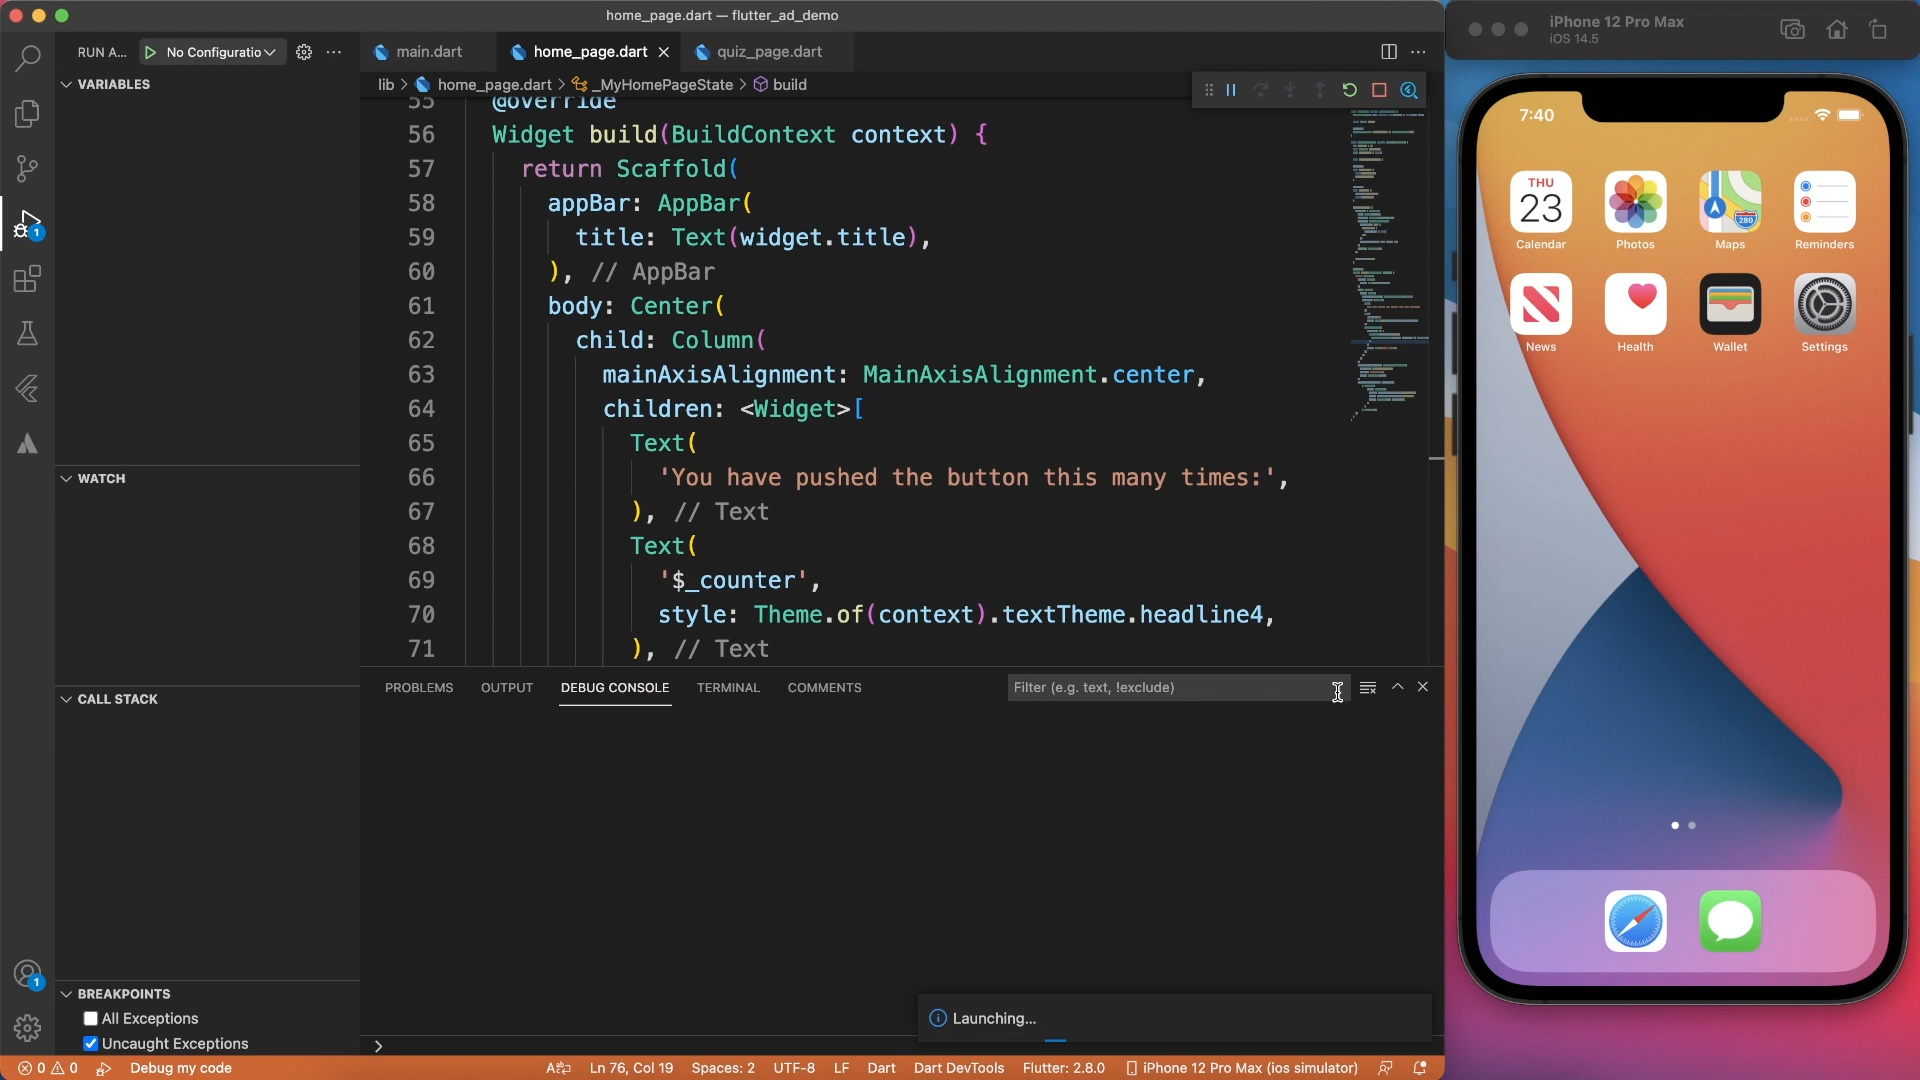 home_page.dart — flutter_ad_demo
RUN A... No Configuratio
VARIABLES
WATCH
CALL STACK
BREAKPOINTS
All Exceptions
Uncaught Exceptions
main.dart home_page.dart quiz_page.dart
lib > home_page.dart > _MyHomePageState > build
55 @override
56 Widget build(BuildContext context) {
57 return Scaffold(
58 appBar: AppBar(
59 title: Text(widget.title),
60 ), // AppBar
61 body: Center(
62 child: Column(
63 mainAxisAlignment: MainAxisAlignment.center,
64 children: <Widget>[
65 Text(
66 'You have pushed the button this many times:',
67 ), // Text
68 Text(
69 '$_counter',
70 style: Theme.of(context).textTheme.headline4,
71 ), // Text
PROBLEMS OUTPUT DEBUG CONSOLE TERMINAL COMMENTS
Filter (e.g. text, !exclude)
Launching...
>
1
1
0 0 Debug my code Ln 76, Col 19 Spaces: 2 UTF-8 LF Dart Dart DevTools Flutter: 2.8.0 iPhone 12 Pro Max (ios simulator)
iPhone 12 Pro Max
iOS 14.5
7:40
THU
23
280
Calendar Photos Maps Reminders
News Health Wallet Settings